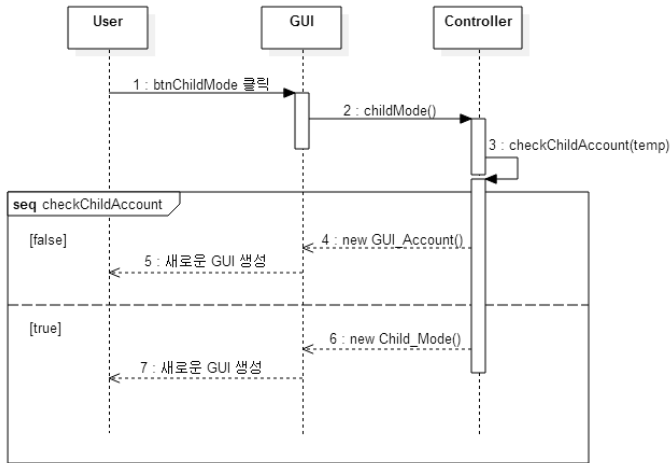 User
GUI
Controller
1 : btnChildMode 클릭
2 : childMode()
3 : checkChildAccount(temp)
seq checkChildAccount
[false]
4 : new GUI_Account()
5 : 새로운 GUI 생성
[true]
6 : new Child_Mode()
7 : 새로운 GUI 생성